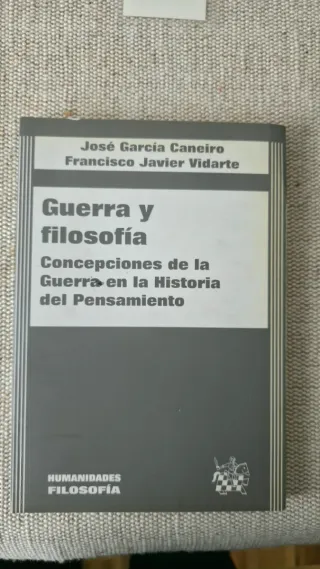 José García Caneiro
Francisco Javier Vidarte
Guerra y
filosofía
Concepciones de la
Guerra en la Historia
del Pensamiento
HUMANIDADES
FILOSOFÍA